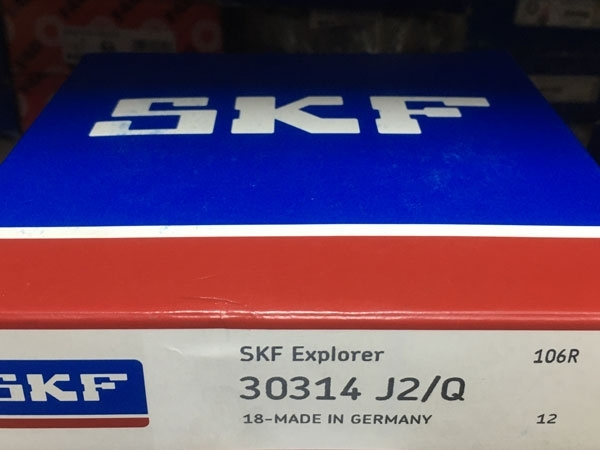 SKF
SKF Explorer 106R
SKF
30314 J2/Q
18-MADE IN GERMANY 12